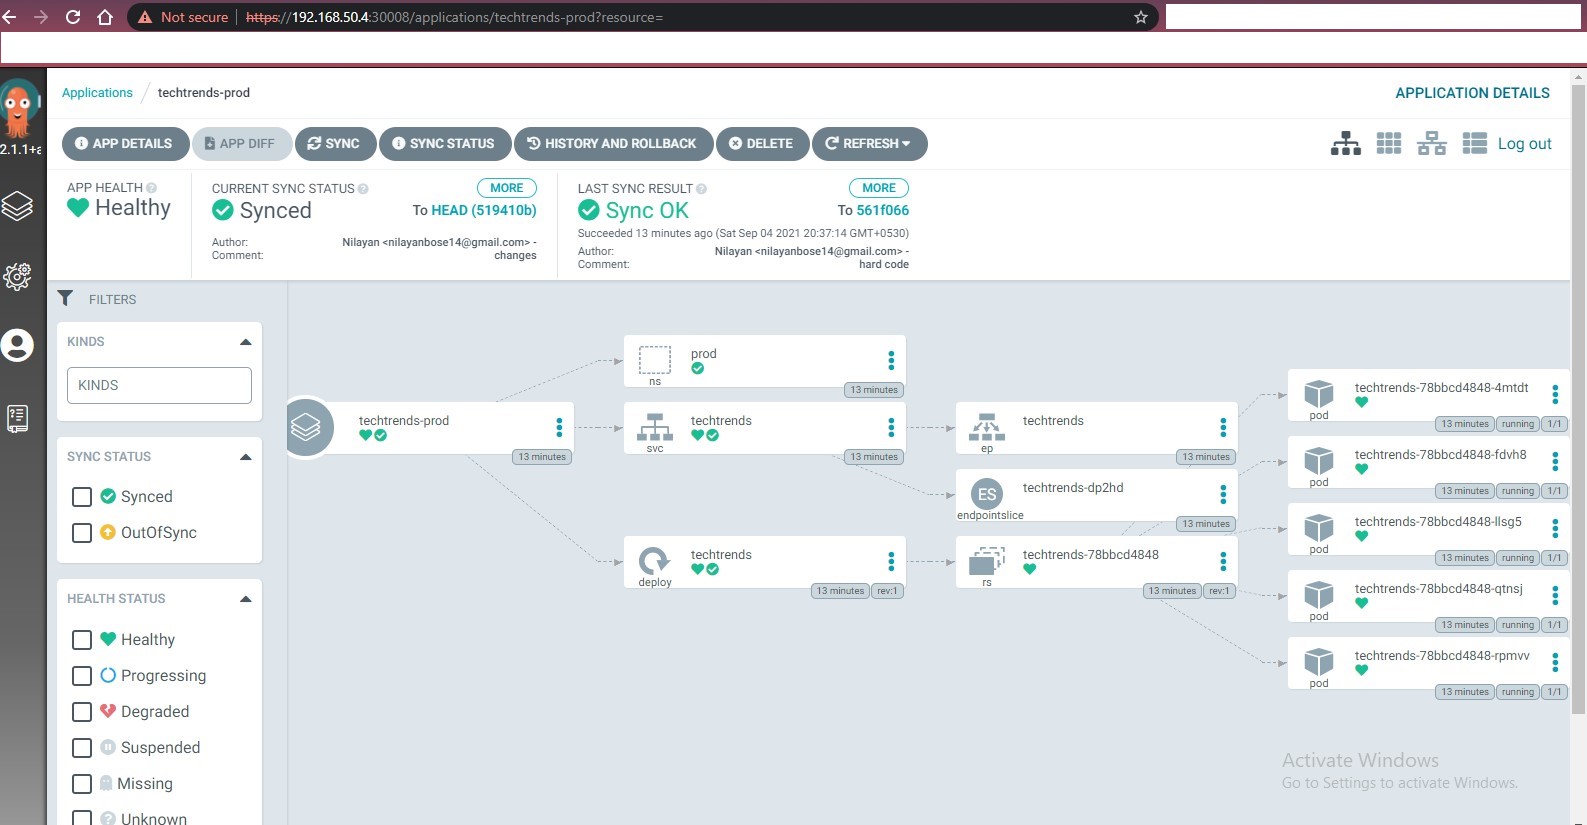 Not secure https://192.168.50.4:30008/applications/techtrends-prod?resource=
Applications / techtrends-prod
APPLICATION DETAILS
2.1.1+a
APP DETAILS
APP DIFF
SYNC
SYNC STATUS
HISTORY AND ROLLBACK
DELETE
REFRESH
Log out
APP HEALTH
Healthy
CURRENT SYNC STATUS
MORE
Synced
To HEAD (519410b)
Author: Nilayan <nilayanbose14@gmail.com> -
Comment: changes
LAST SYNC RESULT
MORE
Sync OK
To 561f066
Succeeded 13 minutes ago (Sat Sep 04 2021 20:37:14 GMT+0530)
Author: Nilayan <nilayanbose14@gmail.com> -
Comment: hard code
FILTERS
KINDS
KINDS
SYNC STATUS
Synced
OutOfSync
HEALTH STATUS
Healthy
Progressing
Degraded
Suspended
Missing
Unknown
techtrends-prod
13 minutes
prod
ns
13 minutes
techtrends
svc
13 minutes
techtrends
deploy
13 minutes rev:1
techtrends
ep
13 minutes
ES
techtrends-dp2hd
endpointslice
13 minutes
techtrends-78bbcd4848
rs
13 minutes rev:1
techtrends-78bbcd4848-4mtdt
pod
13 minutes running 1/1
techtrends-78bbcd4848-fdvh8
pod
13 minutes running 1/1
techtrends-78bbcd4848-llsg5
pod
13 minutes running 1/1
techtrends-78bbcd4848-qtnsj
pod
13 minutes running 1/1
techtrends-78bbcd4848-rpmvv
pod
13 minutes running 1/1
Activate Windows
Go to Settings to activate Windows.